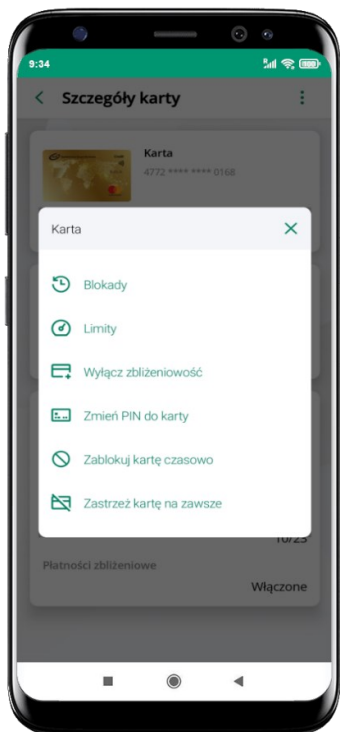 9:34
Szczegóły karty
Karta
4772 **** **** 0168
Karta
Blokady
Limity
Wyłącz zbliżeniowość
Zmień PIN do karty
Zablokuj kartę czasowo
Zastrzeż kartę na zawsze
10/23
Płatności zbliżeniowe
Włączone